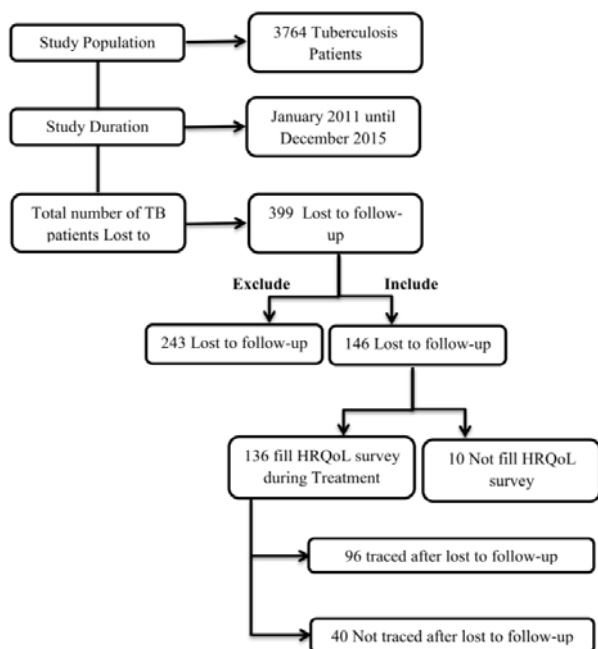 Study Population
3764 Tuberculosis
Patients
Study Duration
January 2011 until
December 2015
Total number of TB
patients Lost to
399 Lost to follow-
up
Exclude
Include
243 Lost to follow-up
146 Lost to follow-up
136 fill HRQoL survey
during Treatment
10 Not fill HRQoL
survey
96 traced after lost to follow-up
40 Not traced after lost to follow-up